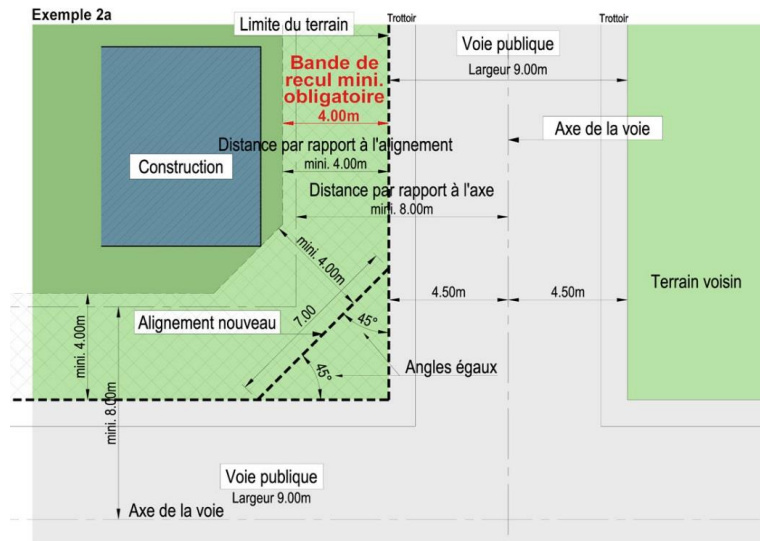 Exemple 2a
Limite du terrain
Trottoir
Trottoir
Voie publique
Largeur 9.00m
Bande de
recul mini.
obligatoire
4.00m
Axe de la voie
Distance par rapport à l'alignement
mini. 4.00m
Construction
Distance par rapport à l'axe
mini. 8.00m
mini. 4.00m
4.50m
4.50m
Terrain voisin
7.00
Alignement nouveau
45°
45°
Angles égaux
mini. 4.00m
mini. 8.00m
Voie publique
Largeur 9.00m
Axe de la voie